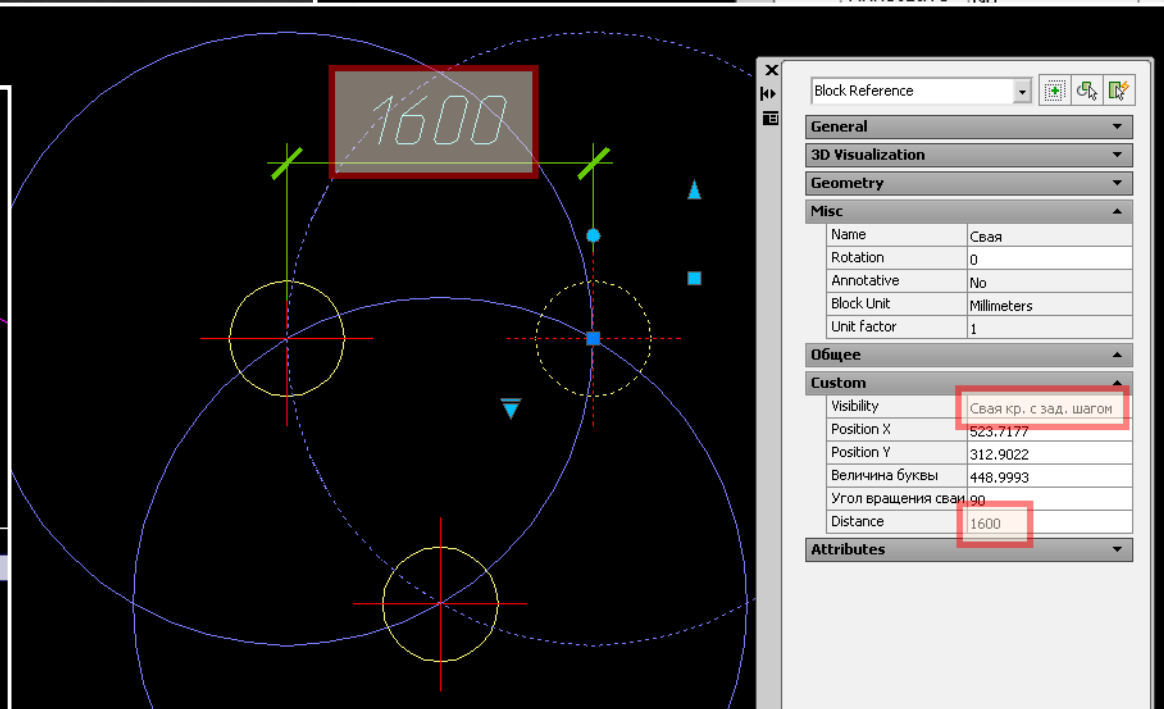 1600
Block Reference
General
3D Visualization
Geometry
Misc
Name Свая
Rotation 0
Annotative No
Block Unit Millimeters
Unit factor 1
Общее
Custom
Visibility Свая кр. с зад. шагом
Position X 523.7177
Position Y 312.9022
Величина буквы 448.9993
Угол вращения сваи 90
Distance 1600
Attributes